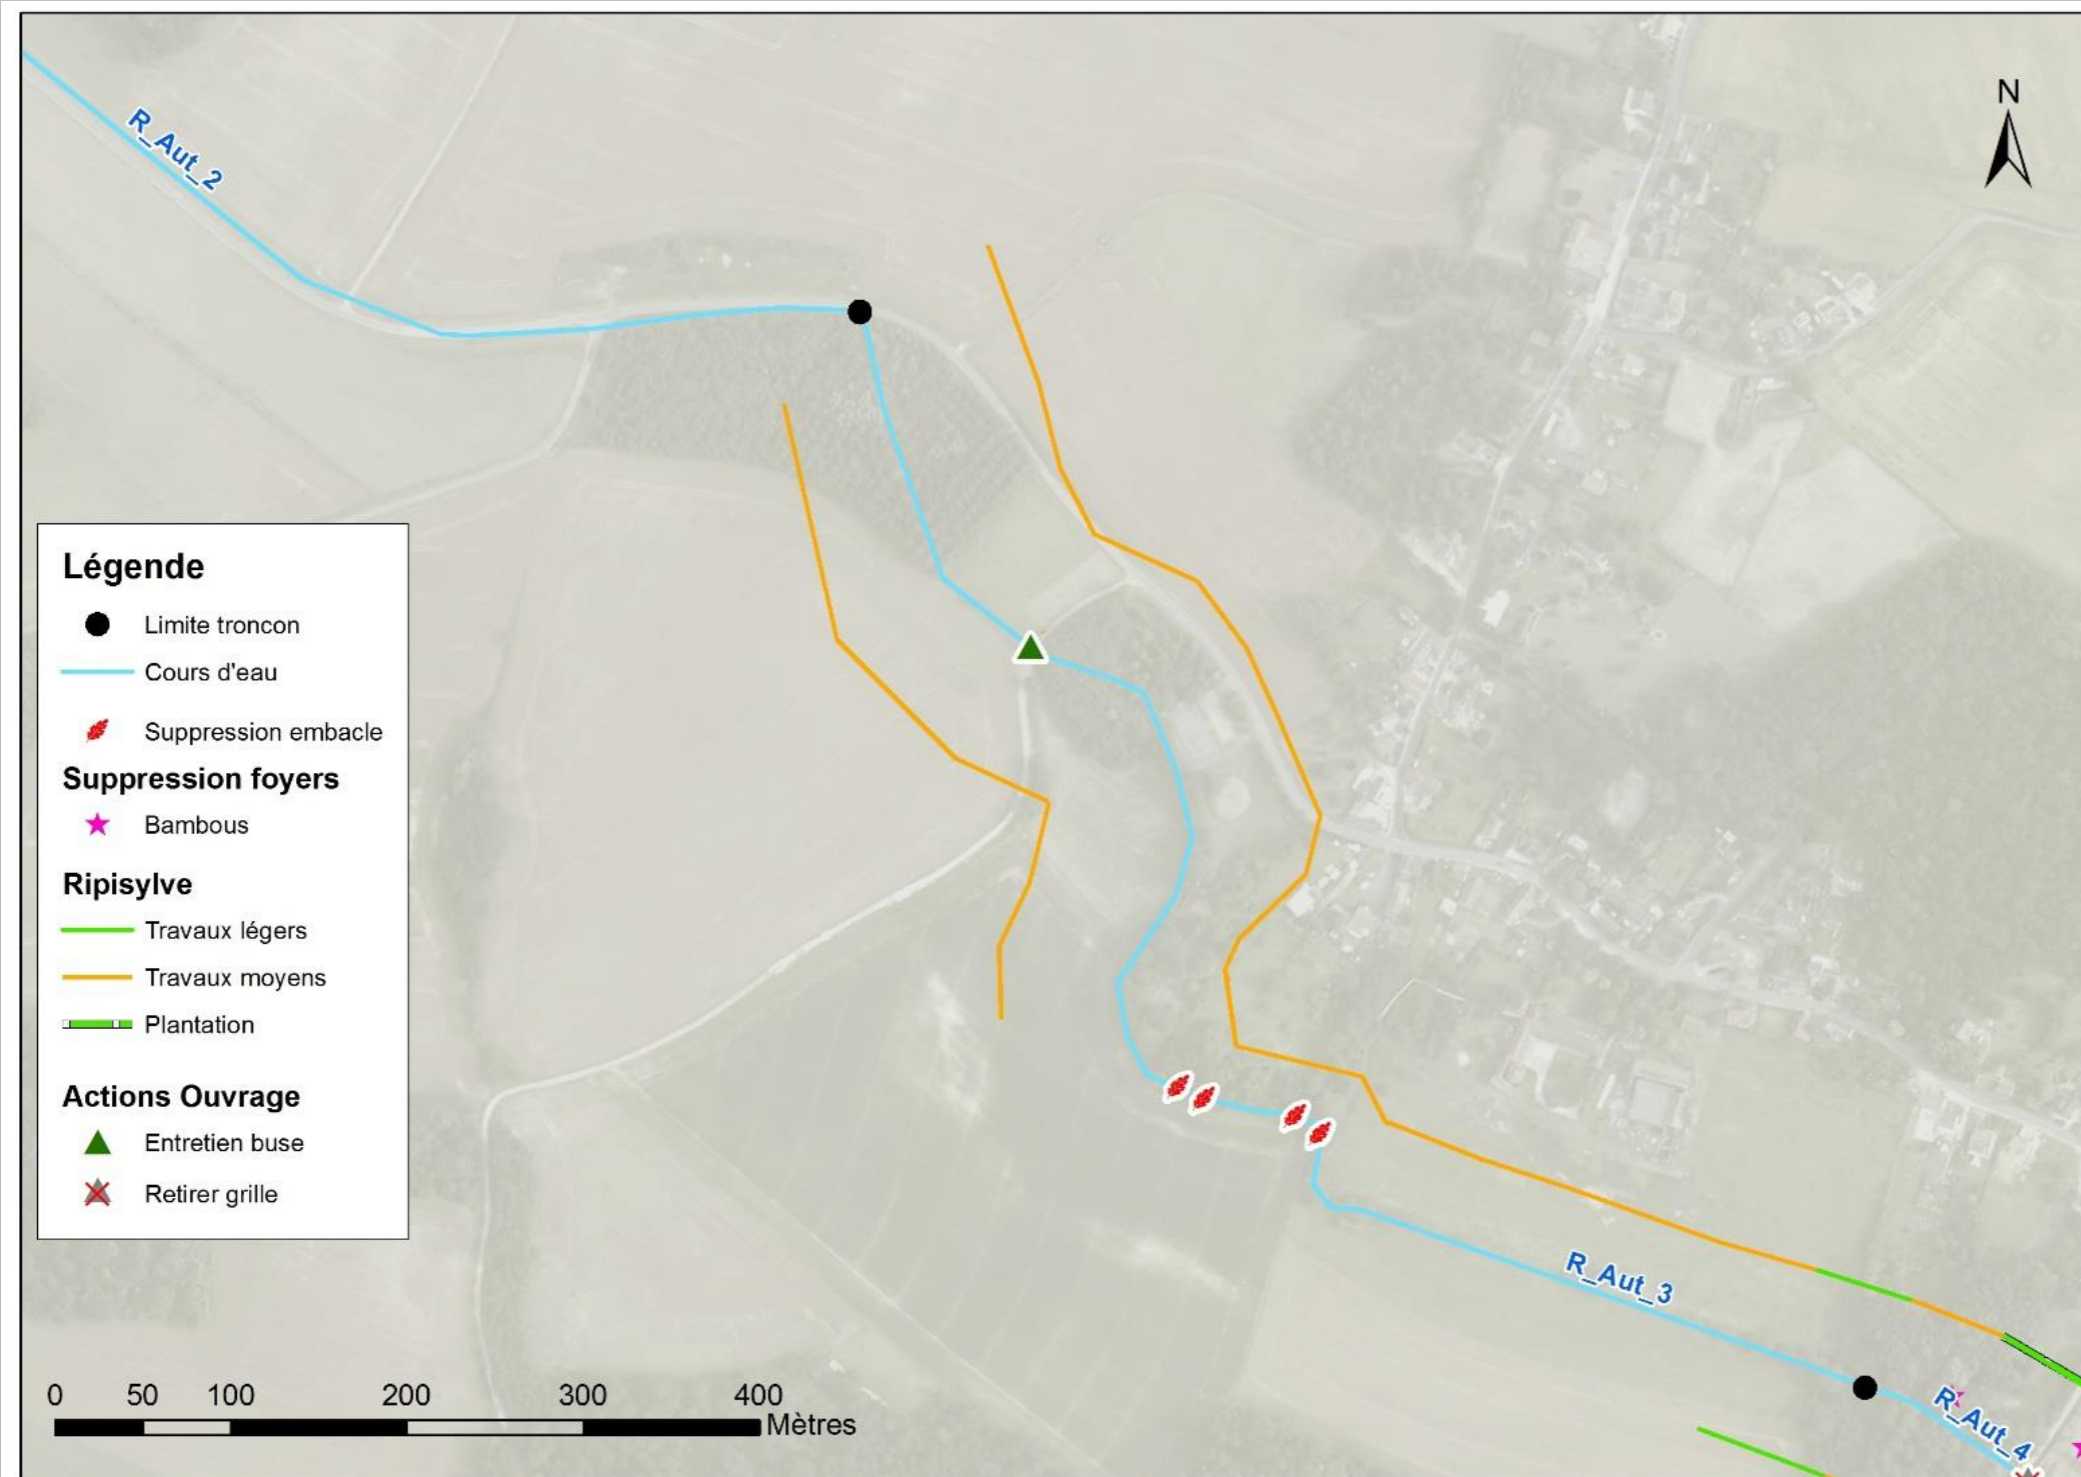 N
R_Aut_2
Légende
Limite troncon
Cours d'eau
Suppression embacle
Suppression foyers
Bambous
Ripisylve
Travaux légers
Travaux moyens
Plantation
Actions Ouvrage
Entretien buse
Retirer grille
R_Aut_3
R_Aut_4
0 50 100 200 300 400
Mètres